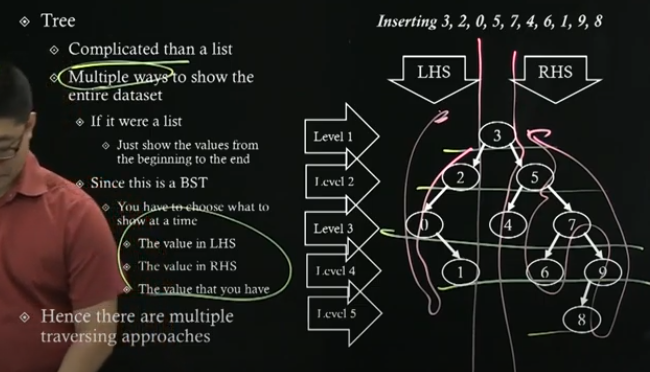 Tree
Complicated than a list
Multiple ways to show the
entire dataset
If it were a list
Just show the values from
the beginning to the end
Since this is a BST
You have to choose what to
show at a time
The value in LHS
The value in RHS
The value that you have
Hence there are multiple
traversing approaches
Inserting 3, 2, 0, 5, 7, 4, 6, 1, 9, 8
LHS
RHS
Level 1
Level 2
Level 3
Level 4
Level 5
3
2
5
0
4
7
1
6
9
8